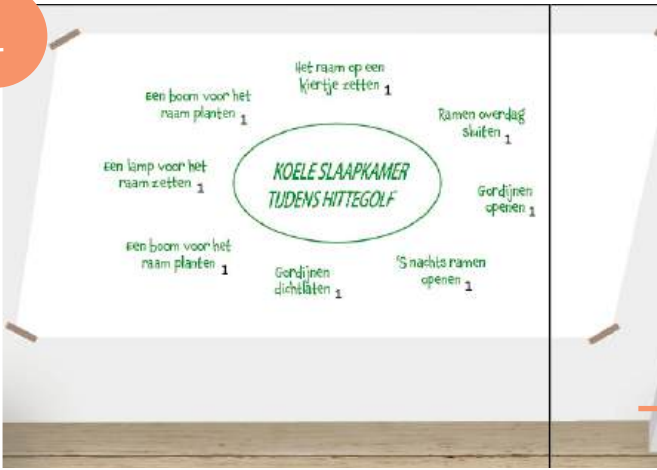 Het raam op een
kiertje zetten 1
Een boom voor het
raam planten 1
Ramen overdag
sluiten 1
Een lamp voor het
raam zetten 1
KOELE SLAAPKAMER
TIJDENS HITTEGOLF
Gordijnen
openen 1
Een boom voor het
raam planten 1
Gordijnen
dichtlaten 1
'S nachts ramen
openen 1